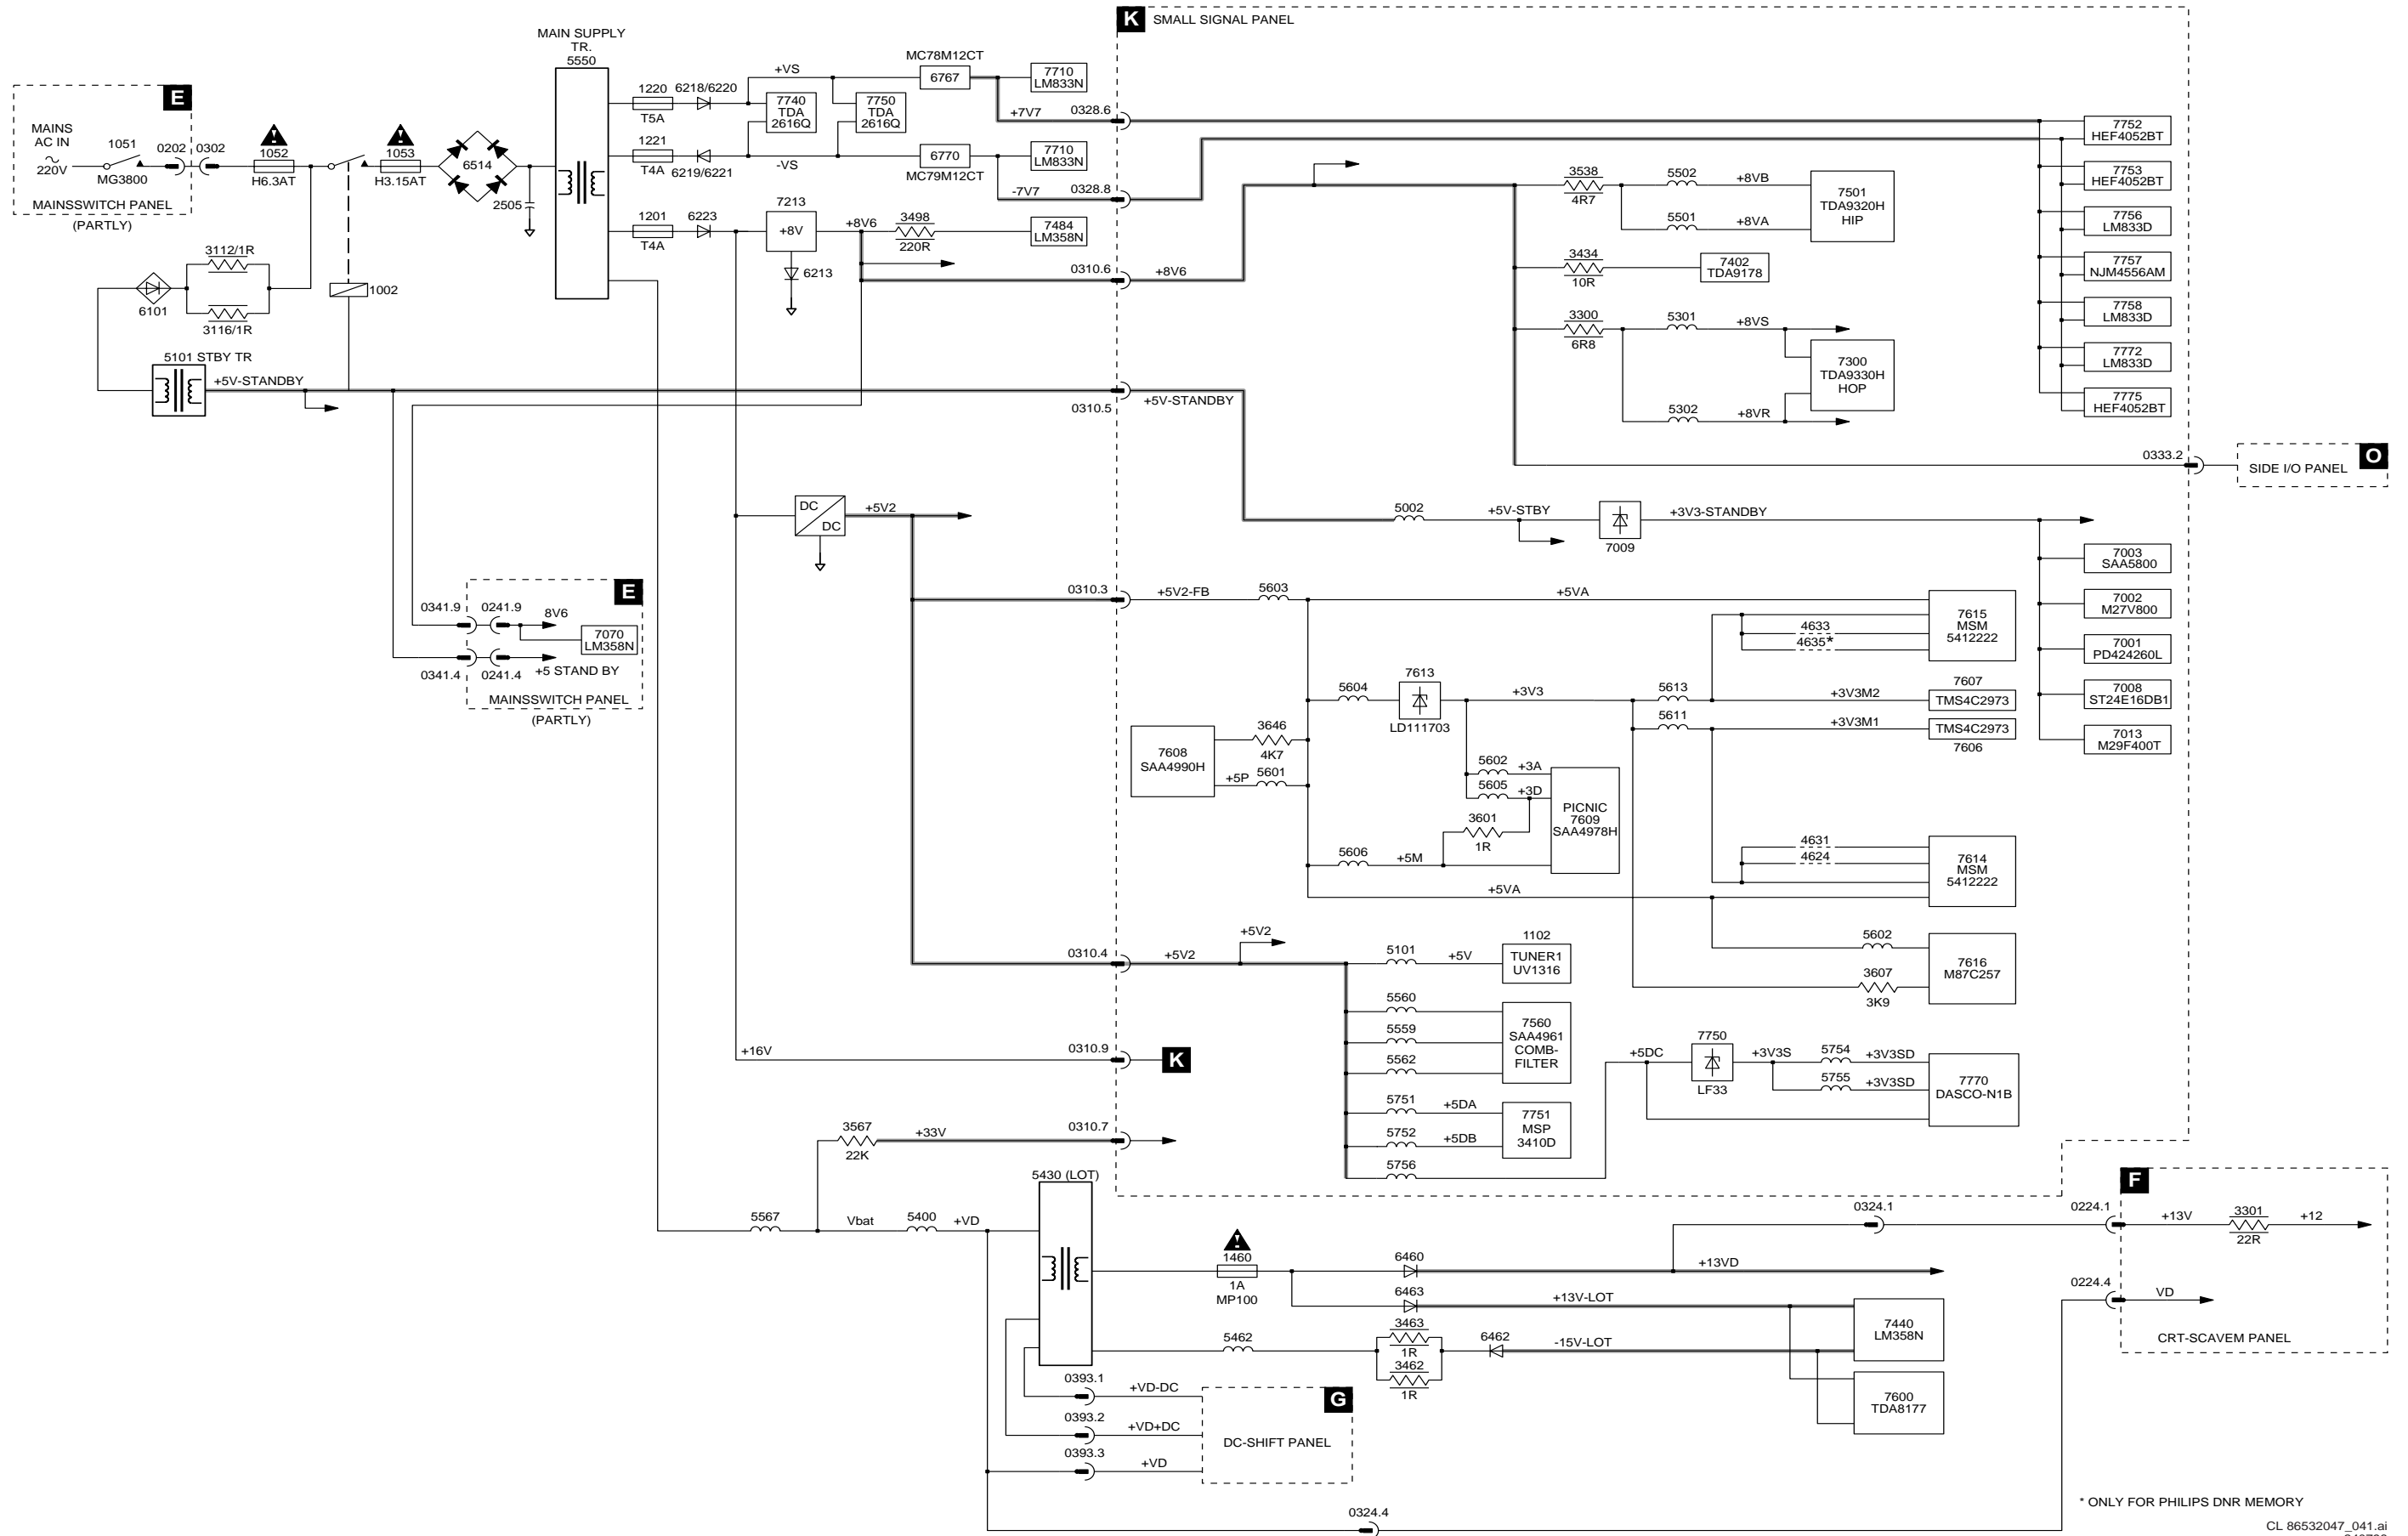 K SMALL SIGNAL PANEL
MAIN SUPPLY
TR.
5550
E
MAINS
AC IN
220V
1051
MG3800
0202
0302
MAINSSWITCH PANEL
(PARTLY)
1052
H6.3AT
1053
H3.15AT
6514
2505
3112/1R
6101
3116/1R
1002
5101 STBY TR
+5V-STANDBY
1220
T5A
6218/6220
+VS
7740
TDA
2616Q
7750
TDA
2616Q
MC78M12CT
6767
7710
LM833N
+7V7
0328.6
1221
T4A
6219/6221
-VS
6770
MC79M12CT
7710
LM833N
-7V7
0328.8
1201
T4A
6223
7213
+8V
6213
+8V6
3498
220R
7484
LM358N
0310.6
+8V6
0310.5
+5V-STANDBY
3538
4R7
5502
+8VB
5501
+8VA
7501
TDA9320H
HIP
3434
10R
7402
TDA9178
3300
6R8
5301
+8VS
7300
TDA9330H
HOP
5302
+8VR
7752
HEF4052BT
7753
HEF4052BT
7756
LM833D
7757
NJM4556AM
7758
LM833D
7772
LM833D
7775
HEF4052BT
0333.2
SIDE I/O PANEL
O
DC
DC
+5V2
5002
+5V-STBY
7009
+3V3-STANDBY
7003
SAA5800
7002
M27V800
7001
PD424260L
7008
ST24E16DB1
7013
M29F400T
E
0341.9
0241.9
8V6
7070
LM358N
0341.4
0241.4
+5 STAND BY
MAINSSWITCH PANEL
(PARTLY)
0310.3
+5V2-FB
5603
+5VA
7615
MSM
5412222
4633
4635*
5604
7613
LD111703
+3V3
5613
+3V3M2
7607
TMS4C2973
5611
+3V3M1
TMS4C2973
7606
7608
SAA4990H
3646
4K7
+5P
5601
5602
+3A
5605
+3D
3601
1R
PICNIC
7609
SAA4978H
5606
+5M
4631
4624
7614
MSM
5412222
+5VA
5602
3607
3K9
7616
M87C257
0310.4
+5V2
+5V2
5101
+5V
1102
TUNER1
UV1316
5560
5559
5562
7560
SAA4961
COMB-
FILTER
5751
+5DA
5752
+5DB
7751
MSP
3410D
5756
+5DC
7750
LF33
+3V3S
5754
+3V3SD
5755
+3V3SD
7770
DASCO-N1B
+16V
0310.9
K
3567
22K
+33V
0310.7
5567
Vbat
5400
+VD
5430 (LOT)
1460
1A
MP100
6460
+13VD
6463
+13V-LOT
5462
3463
1R
3462
1R
6462
-15V-LOT
7440
LM358N
7600
TDA8177
0324.1
0224.1
F
+13V
3301
22R
+12
0224.4
VD
CRT-SCAVEM PANEL
0393.1
+VD-DC
0393.2
+VD+DC
0393.3
+VD
G
DC-SHIFT PANEL
0324.4
* ONLY FOR PHILIPS DNR MEMORY
CL 86532047_041.ai